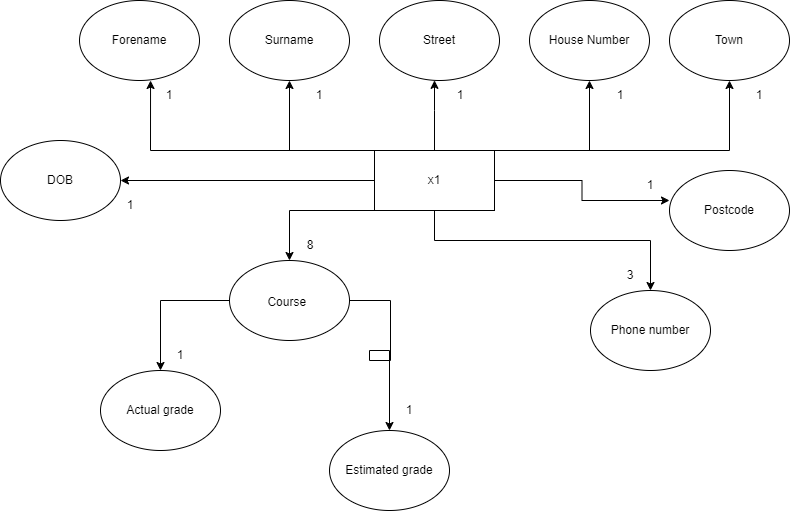 Forename
Surname
Street
House Number
Town
1
1
1
1
1
DOB
x1
1
Postcode
1
8
3
Course
Phone number
1
Actual grade
1
Estimated grade